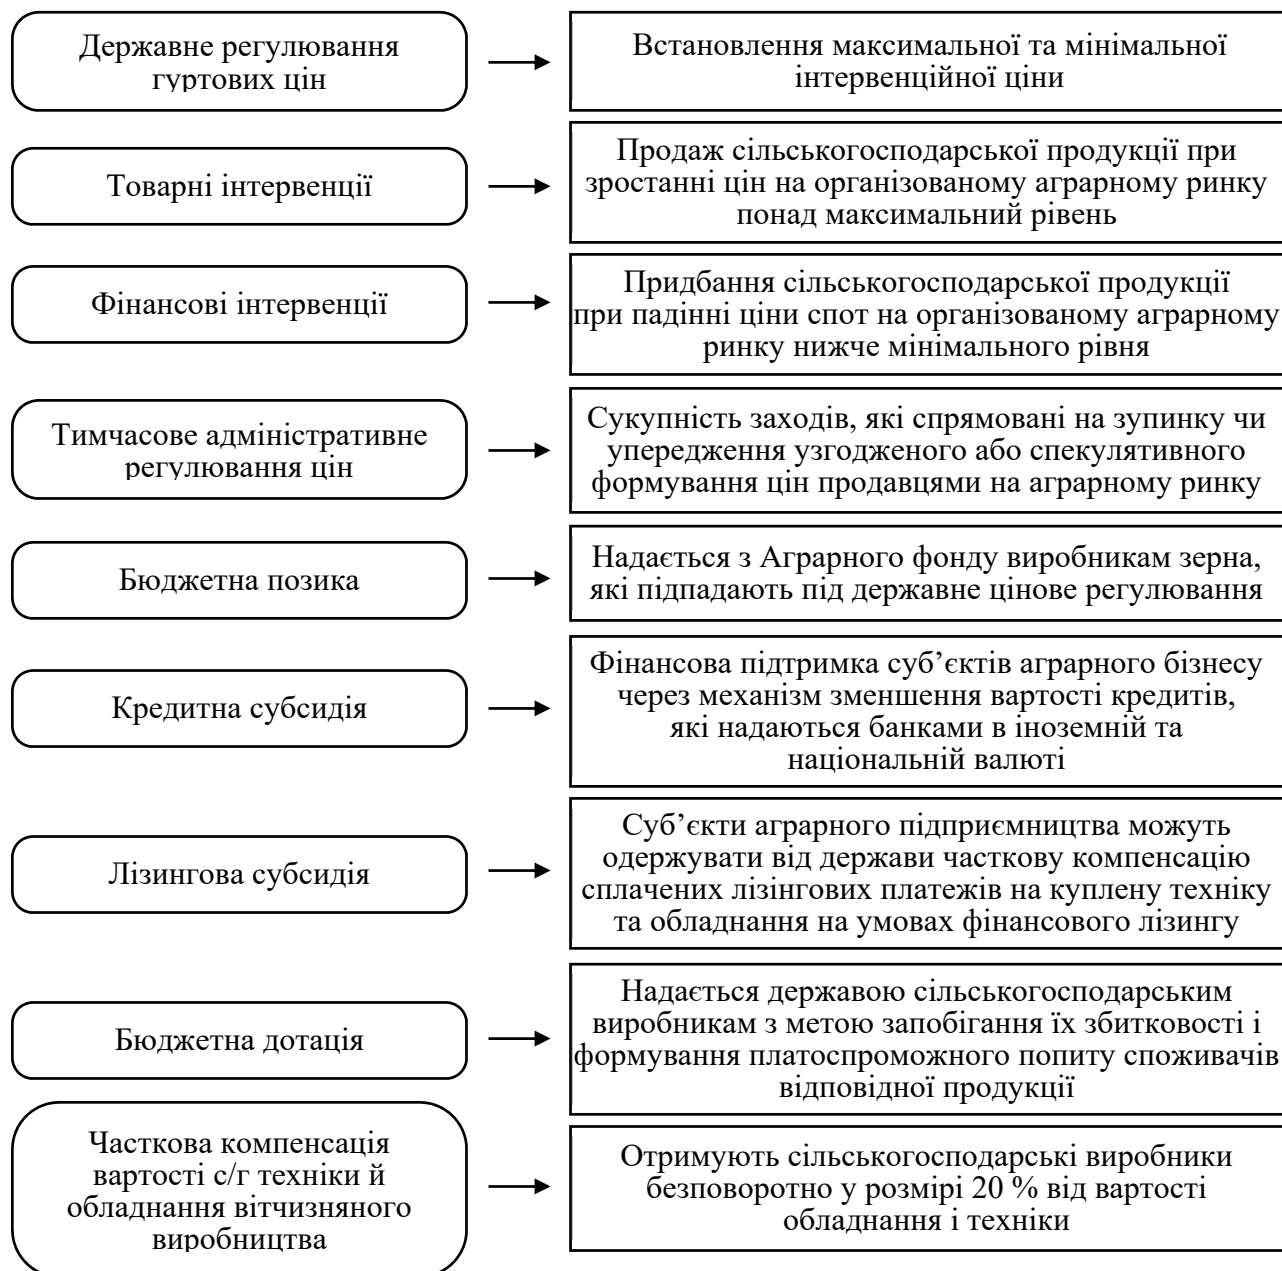 Державне регулювання
гуртових цін
Встановлення максимальної та мінімальної
інтервенційної ціни
Товарні інтервенції
Продаж сільськогосподарської продукції при
зростанні цін на організованому аграрному ринку
понад максимальний рівень
Фінансові інтервенції
Придбання сільськогосподарської продукції
при падінні ціни спот на організованому аграрному
ринку нижче мінімального рівня
Тимчасове адміністративне
регулювання цін
Сукупність заходів, які спрямовані на зупинку чи
упередження узгодженого або спекулятивного
формування цін продавцями на аграрному ринку
Бюджетна позика
Надається з Аграрного фонду виробникам зерна,
які підпадають під державне цінове регулювання
Кредитна субсидія
Фінансова підтримка суб’єктів аграрного бізнесу
через механізм зменшення вартості кредитів,
які надаються банками в іноземній та
національній валюті
Лізингова субсидія
Суб’єкти аграрного підприємництва можуть
одержувати від держави часткову компенсацію
сплачених лізінгових платежів на куплену техніку
та обладнання на умовах фінансового лізингу
Бюджетна дотація
Надається державою сільськогосподарським
виробникам з метою запобігання їх збитковості і
формування платоспроможного попиту споживачів
відповідної продукції
Часткова компенсація
вартості с/г техніки й
обладнання вітчизняного
виробництва
Отримують сільськогосподарські виробники
безповоротно у розмірі 20 % від вартості
обладнання і техніки